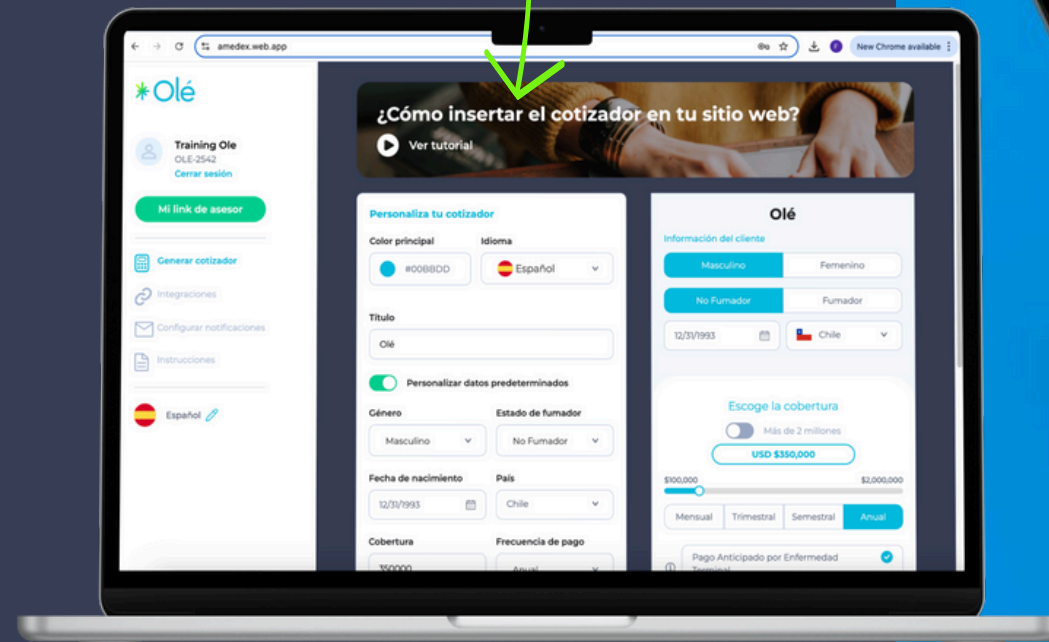 amedex.web.app
New Chrome available
Olé
Training Ole
OLE-2542
Cerrar sesión
Mi link de asesor
Generar cotizador
Integraciones
Configurar notificaciones
Instrucciones
Español
¿Cómo insertar el cotizador en tu sitio web?
Ver tutorial
Personaliza tu cotizador
Color principal Idioma
#00BBDD Español
Título
Olé
Personalizar datos predeterminados
Género Estado de fumador
Masculino No Fumador
Fecha de nacimiento País
12/31/1993 Chile
Cobertura Frecuencia de pago
350000 Anual
Olé
Información del cliente
Masculino Femenino
No Fumador Fumador
12/31/1993 Chile
Escoge la cobertura
Más de 2 millones
USD $350,000
$100,000 $2,000,000
Mensual Trimestral Semestral Anual
Pago Anticipado por Enfermedad
Terminal